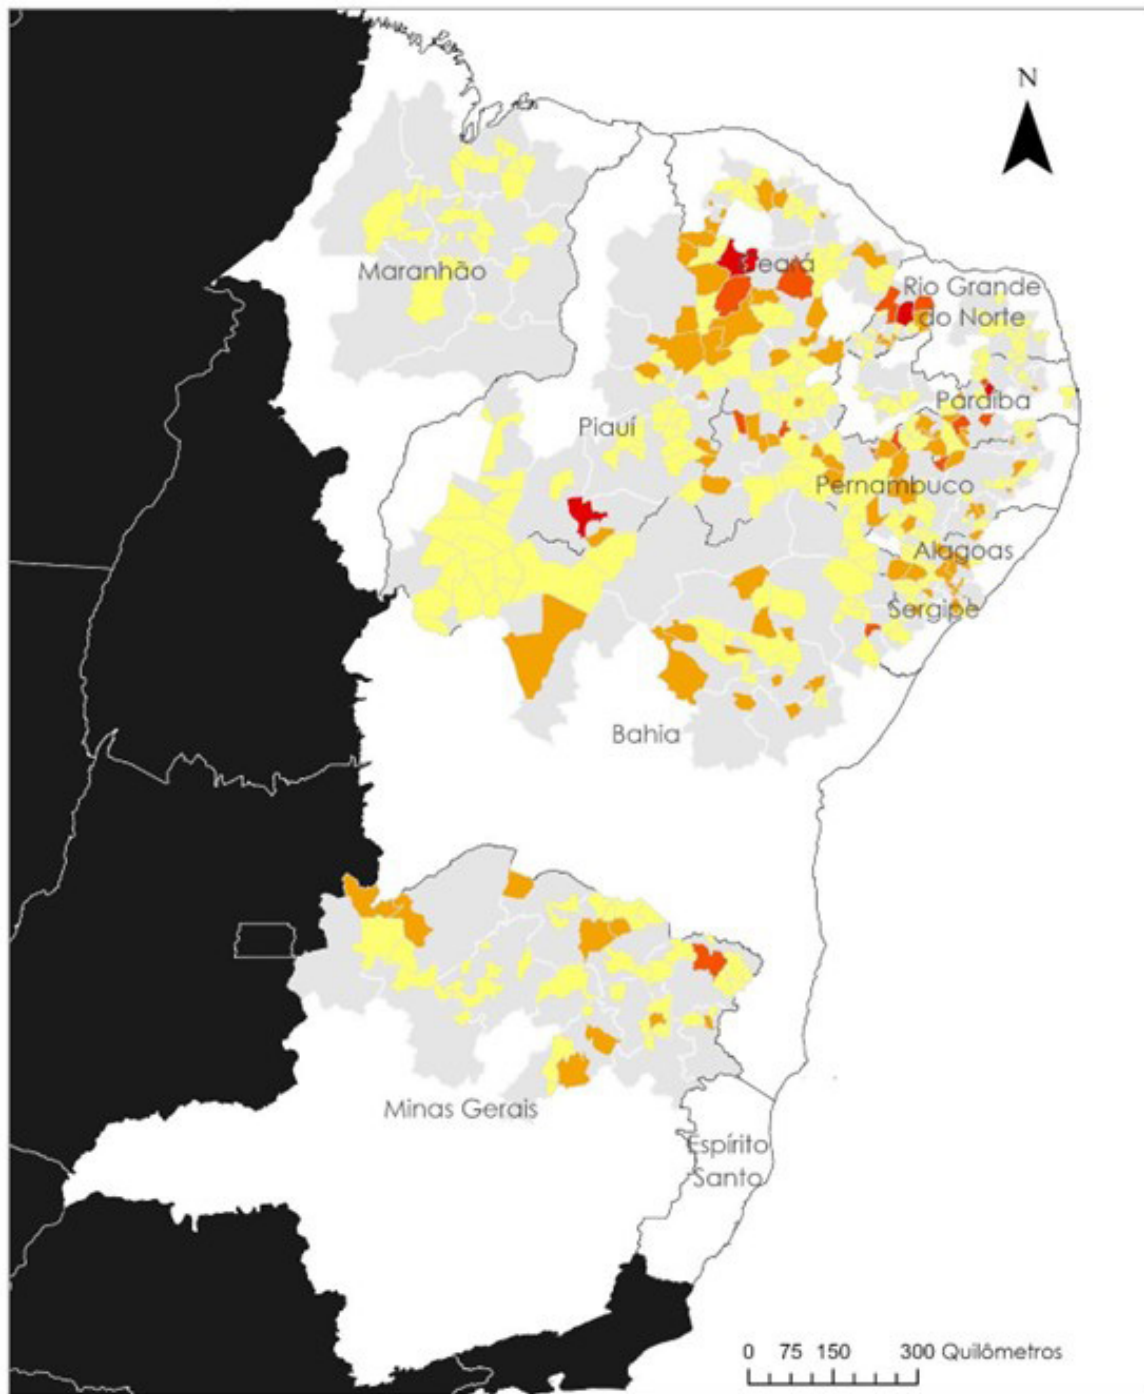 N
Maranhão
eará
Rio Grande
do Norte
Paraíba
Piauí
Pernambuco
Alagoas
Sergipe
Bahia
Minas Gerais
Espírito
Santo
0 75 150 300 Quilômetros